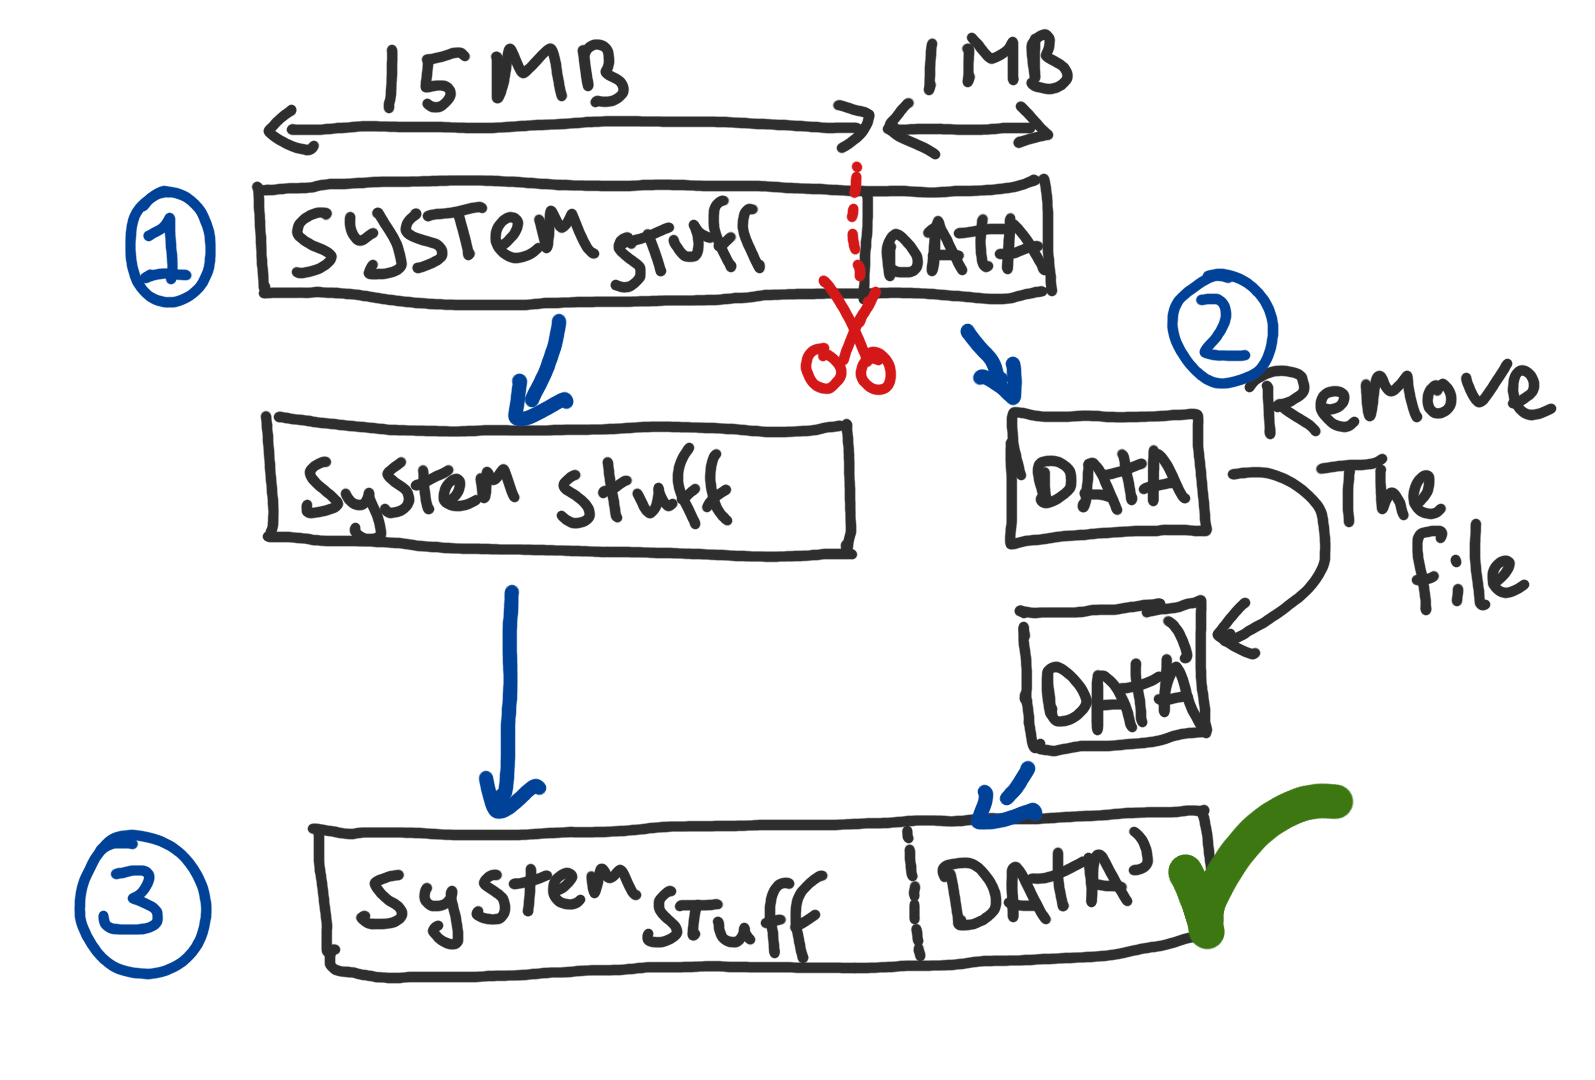 15 MB
1 MB
1
SYSTem stuff
DATA
2
Remove
The
file
System stuff
DATA
DATA'
3
System stuff
DATA'